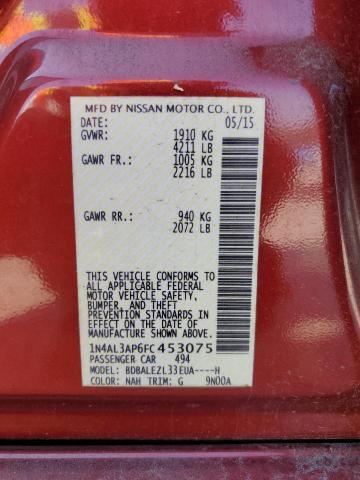 MFD BY NISSAN MOTOR CO., LTD.
DATE: 05/15
GVWR: 1910 KG
4211 LB
GAWR FR: 1005 KG
2216 LB
GAWR RR: 940 KG
2072 LB
THIS VEHICLE CONFORMS TO
ALL APPLICABLE FEDERAL
MOTOR VEHICLE SAFETY,
BUMPER, AND THEFT
PREVENTION STANDARDS IN
EFFECT ON THE DATE OF
MANUFACTURE SHOWN ABOVE.
1N4AL3AP6FC453075
PASSENGER CAR 494
MODEL: BDBALEZL33EUA----H
COLOR: NAH TRIM: G 9N00A